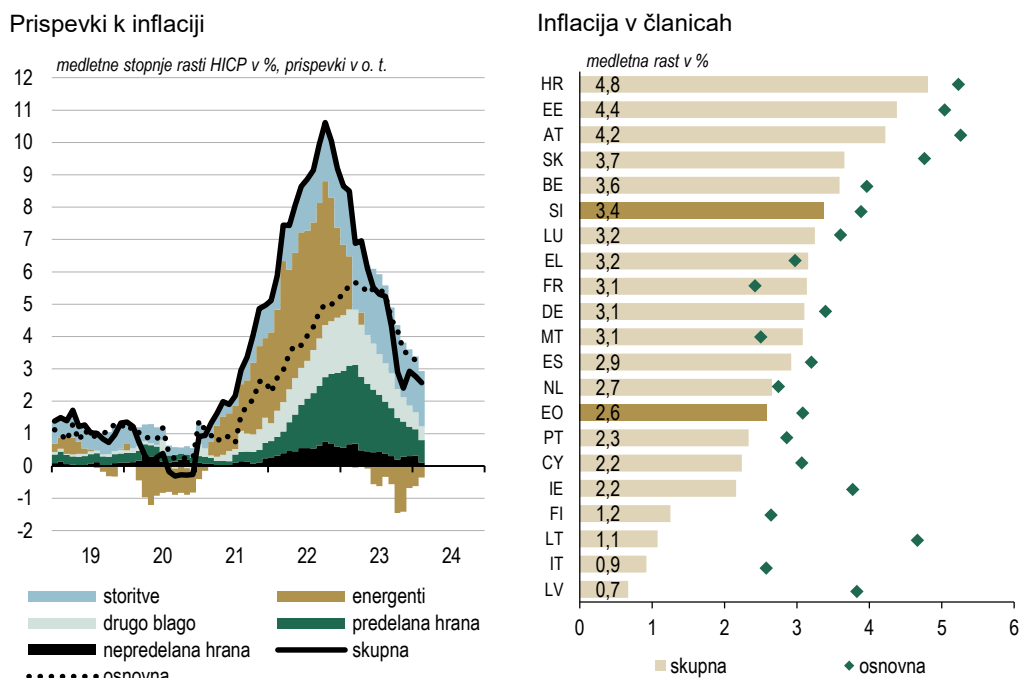 Prispevki k inflaciji
medletne stopnje rasti HICP v %, prispevki v o. t.
12
11
10
9
8
7
6
5
4
3
2
1
0
-1
-2
19 20 21 22 23 24
storitve energenti
drugo blago predelana hrana
nepredelana hrana skupna
osnovna
Inflacija v članicah
medletna rast v %
HR 4,8
EE 4,4
AT 4,2
SK 3,7
BE 3,6
SI 3,4
LU 3,2
EL 3,2
FR 3,1
DE 3,1
MT 3,1
ES 2,9
NL 2,7
EO 2,6
PT 2,3
CY 2,2
IE 2,2
FI 1,2
LT 1,1
IT 0,9
LV 0,7
0 1 2 3 4 5 6
skupna osnovna